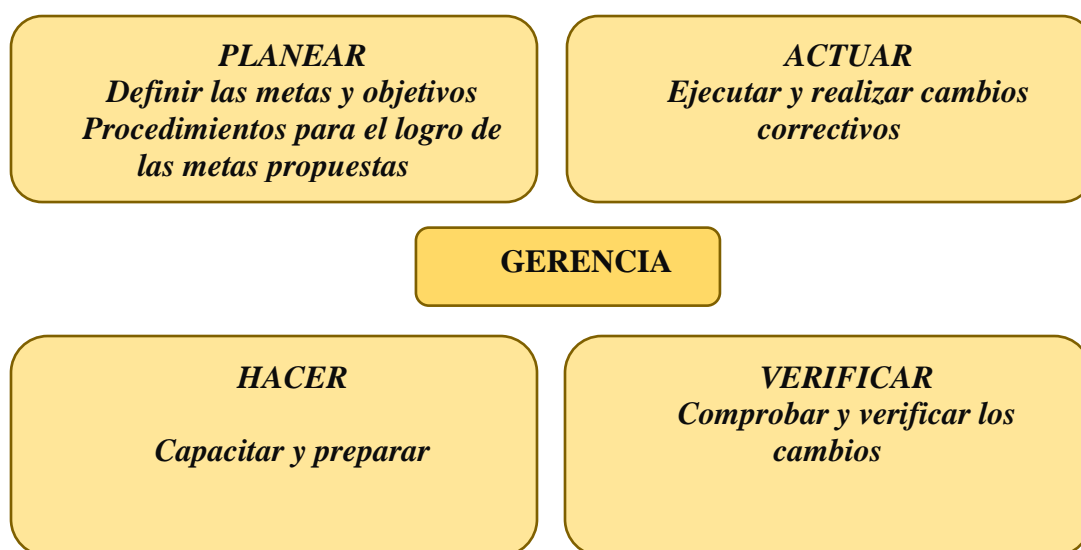 PLANEAR
Definir las metas y objetivos
Procedimientos para el logro de
las metas propuestas
ACTUAR
Ejecutar y realizar cambios
correctivos
GERENCIA
HACER
Capacitar y preparar
VERIFICAR
Comprobar y verificar los
cambios